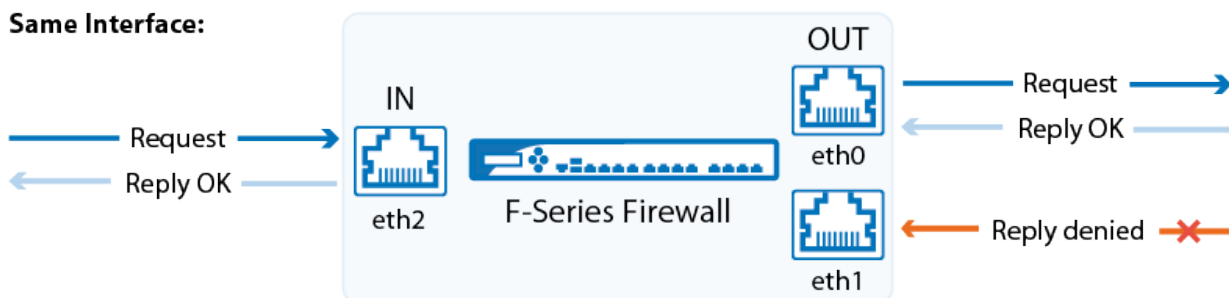 Same Interface:
OUT
IN
Request
Request
Reply OK
Reply OK
eth0
eth2
F-Series Firewall
Reply denied
eth1